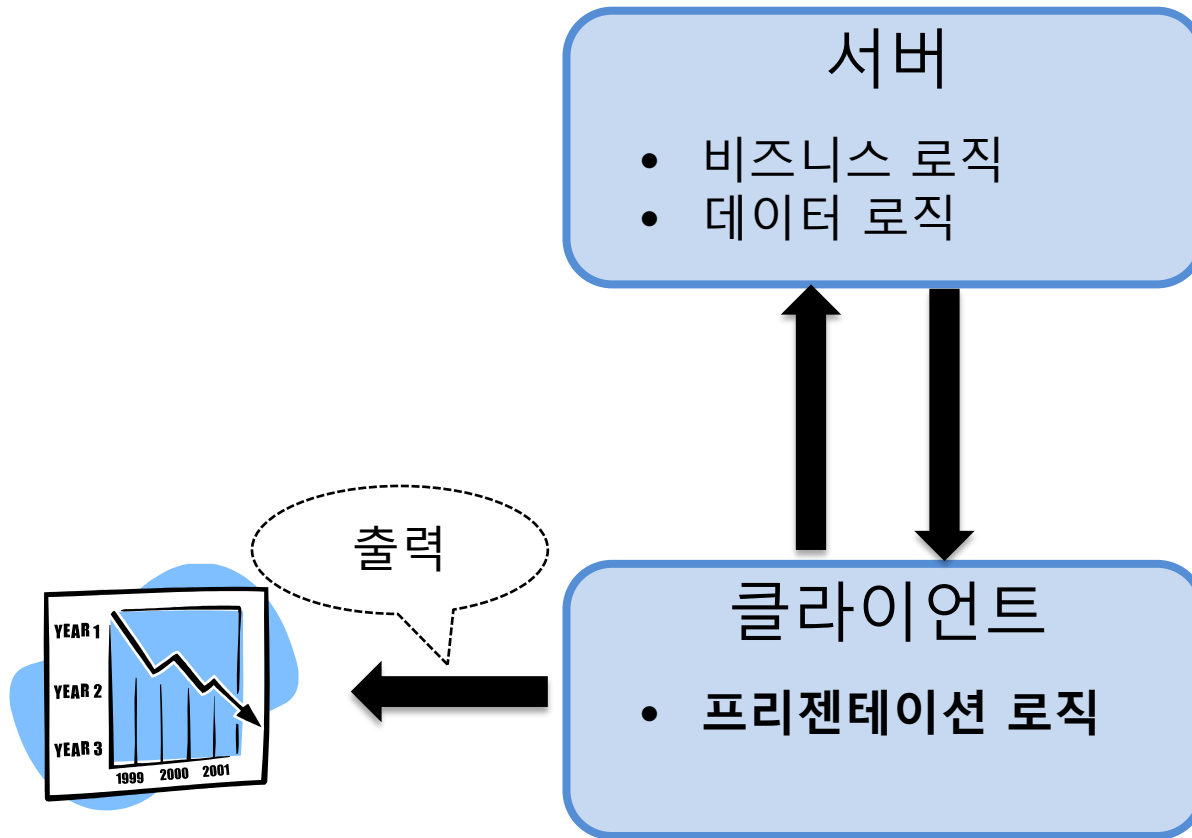 서버
• 비즈니스 로직
• 데이터 로직
출력
클라이언트
• 프리젠테이션 로직
YEAR 1
YEAR 2
YEAR 3
1999 2000 2001